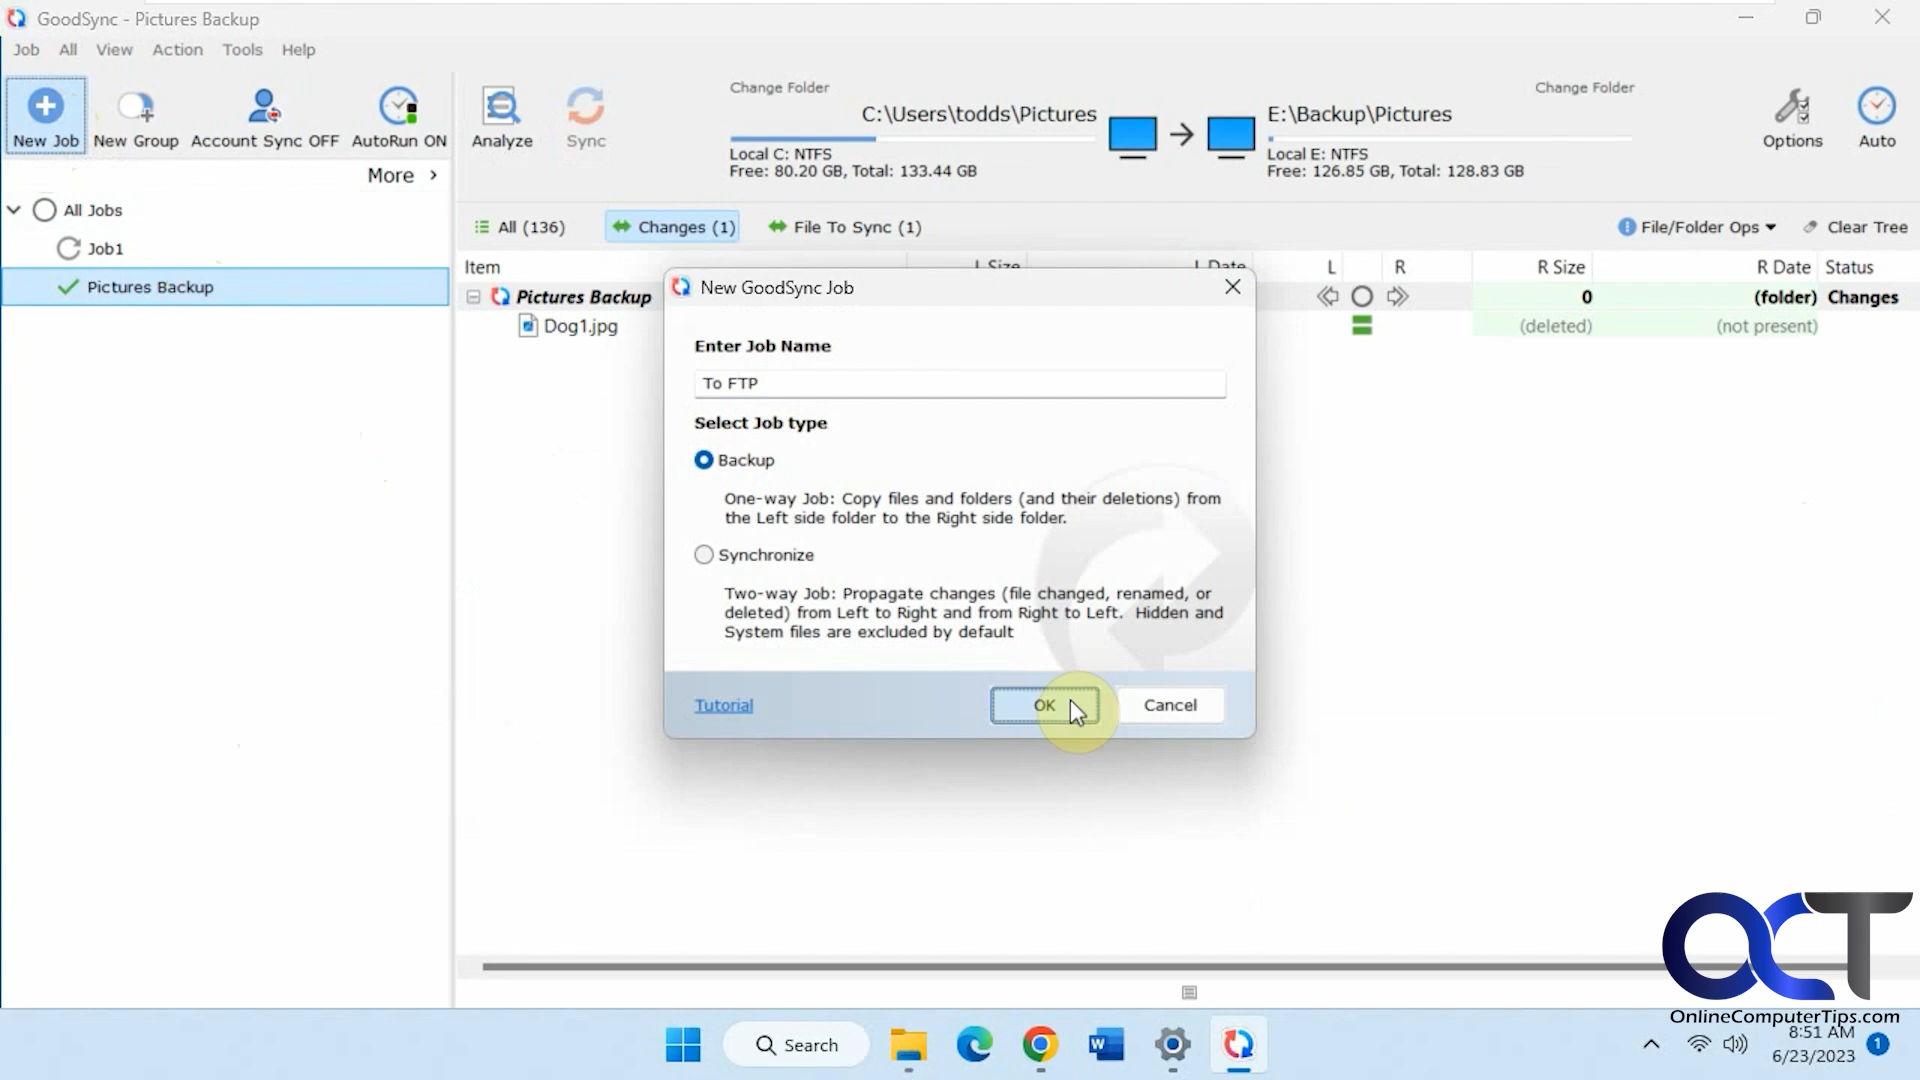 GoodSync - Pictures Backup
Job All View Action Tools Help
New Job New Group Account Sync OFF AutoRun ON
More >
All Jobs
Job1
Pictures Backup
Analyze Sync
Change Folder
C:\Users\todds\Pictures
Local C: NTFS
Free: 80.20 GB, Total: 133.44 GB
Change Folder
E:\Backup\Pictures
Local E: NTFS
Free: 126.85 GB, Total: 128.83 GB
Options Auto
All (136) Changes (1) File To Sync (1) File/Folder Ops Clear Tree
Item L Size L Date L R R Size R Date Status
Pictures Backup 0 (folder) Changes
Dog1.jpg (deleted) (not present)
New GoodSync Job
Enter Job Name
To FTP
Select Job type
Backup
One-way Job: Copy files and folders (and their deletions) from
the Left side folder to the Right side folder.
Synchronize
Two-way Job: Propagate changes (file changed, renamed, or
deleted) from Left to Right and from Right to Left. Hidden and
System files are excluded by default
Tutorial OK Cancel
OCT
OnlineComputerTips.com
Search
W
8:51 AM
6/23/2023
1